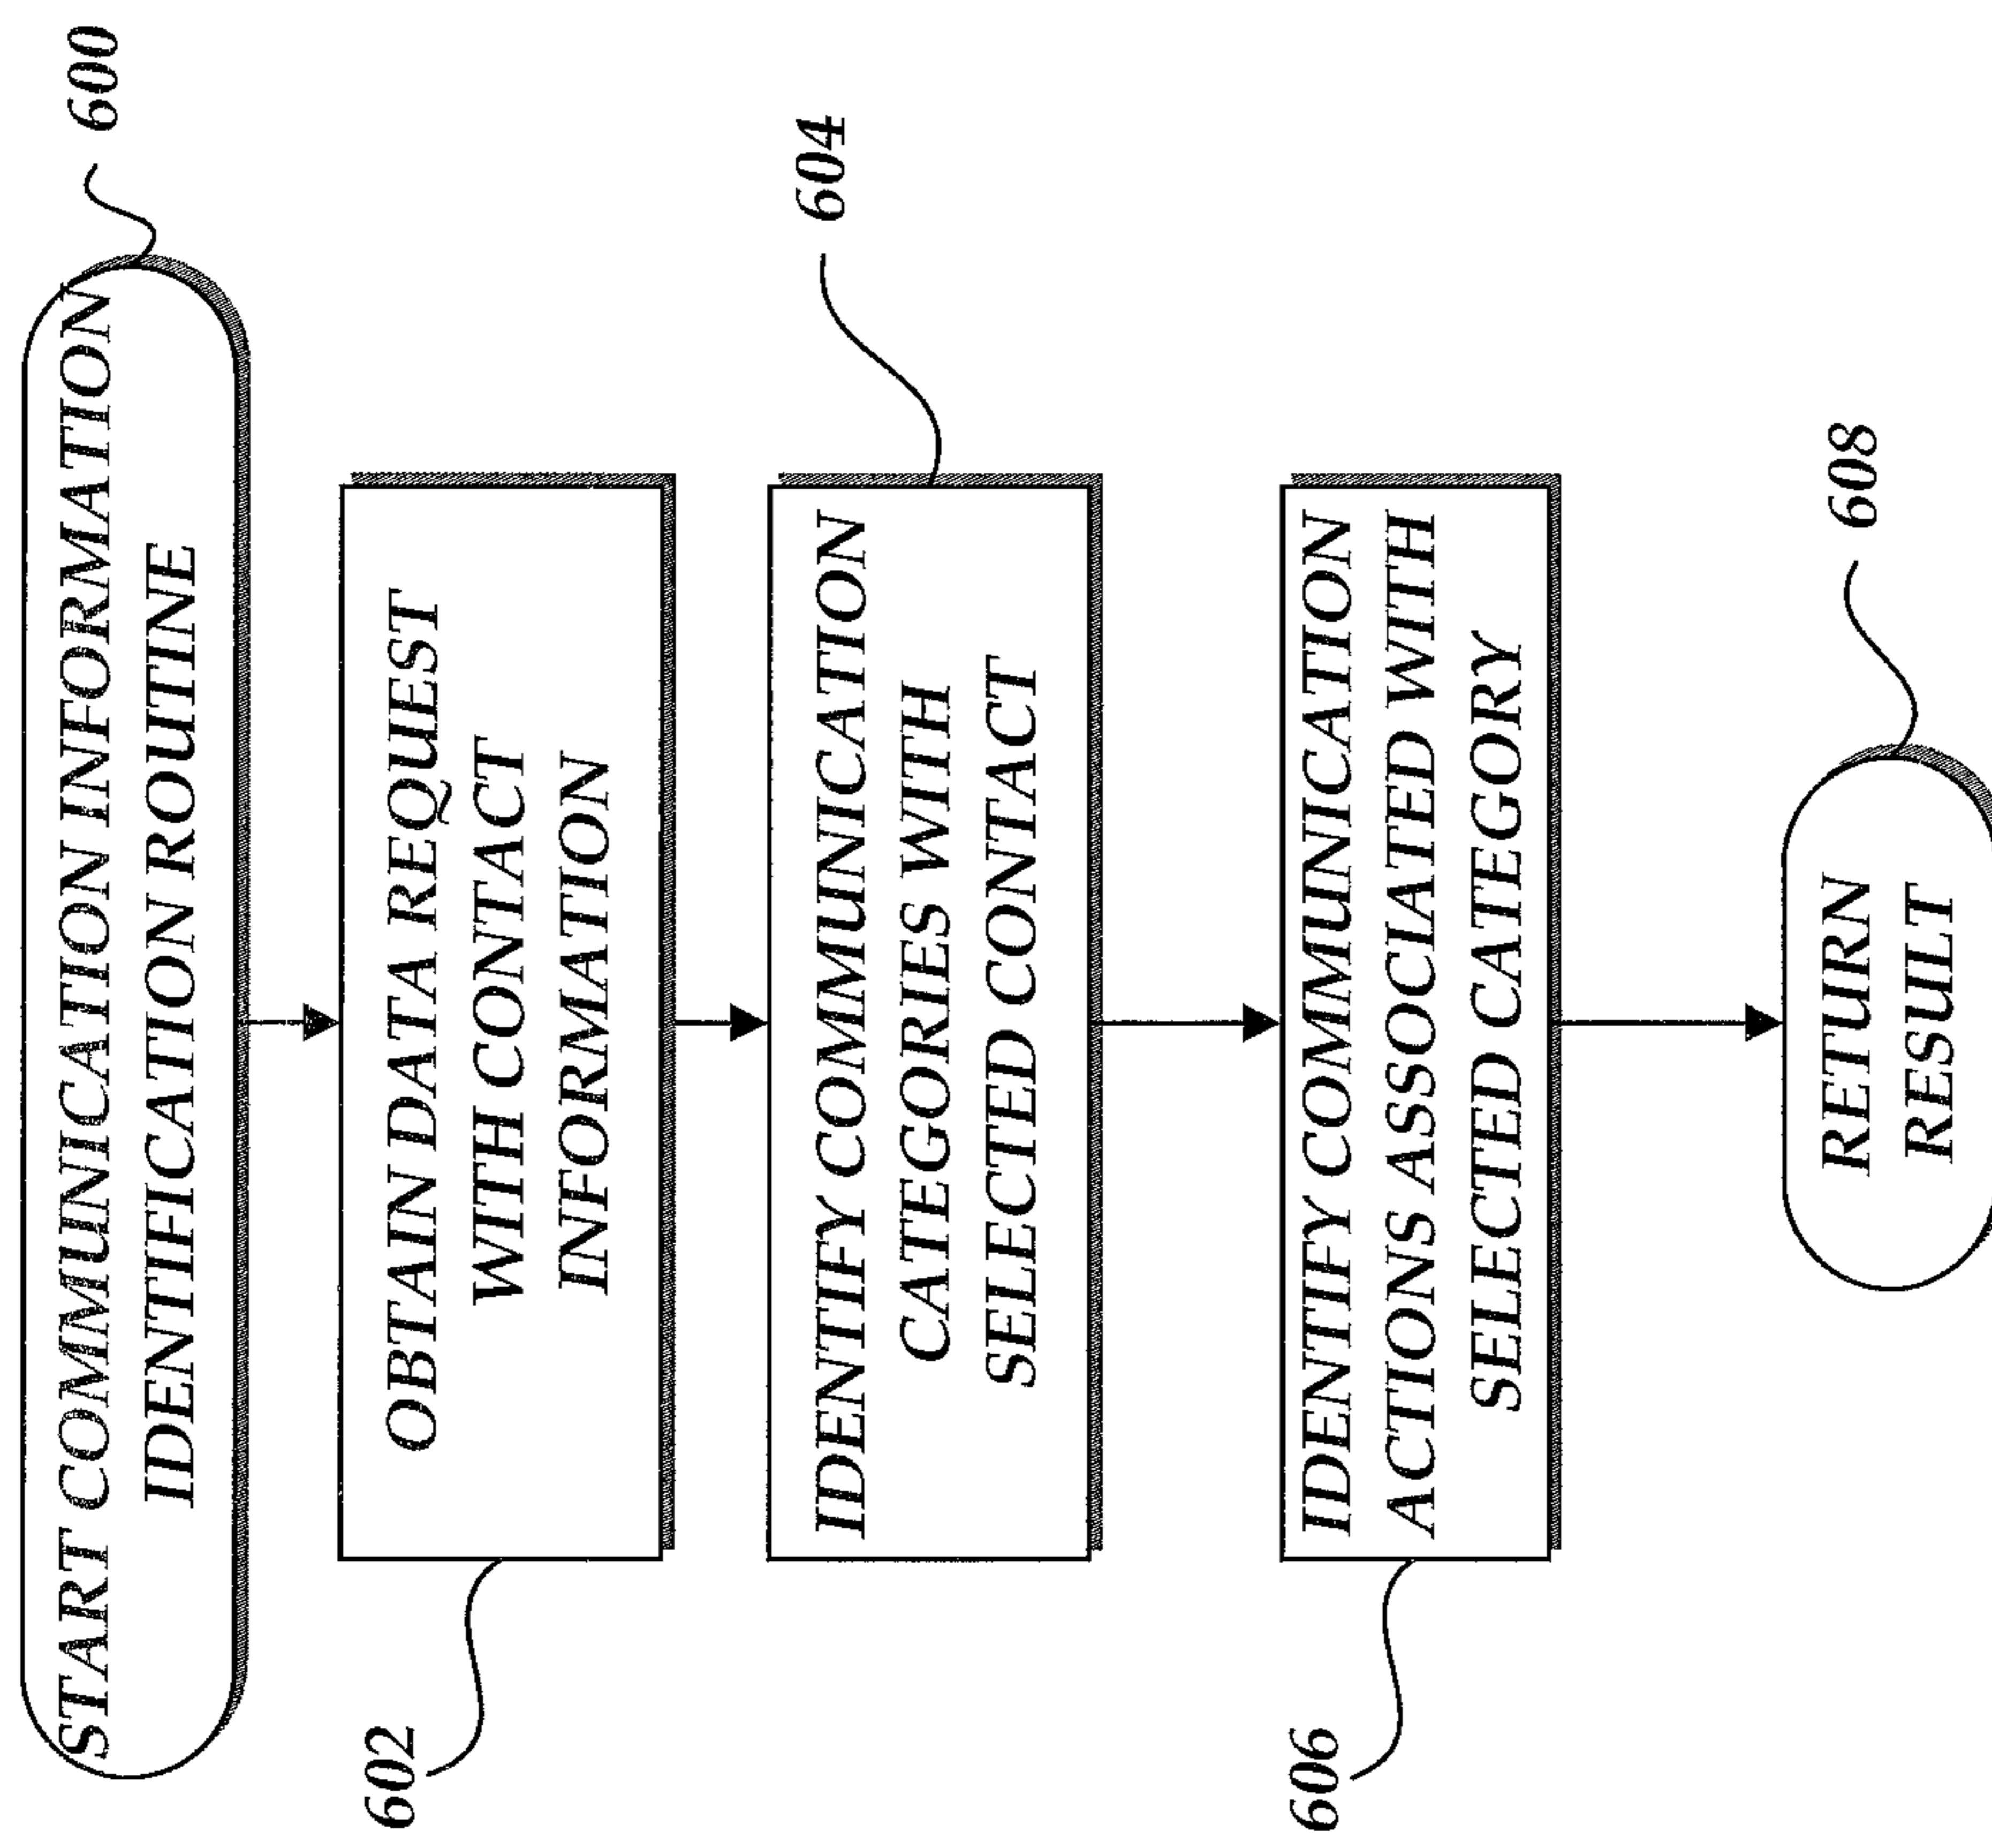 START COMMUNICATION INFORMATION
IDENTIFICATION ROUITINE
600
OBTAIN DATA REQUEST
WITH CONTACT
INFORMATION
602
IDENTIFY COMMUNICATION
CATEGORIES WITH
SELECTED CONTACT
604
IDENTIFY COMMUNICATION
ACTIONS ASSOCIATED WITH
SELECTED CATEGORY
606
RETURN
RESULT
608